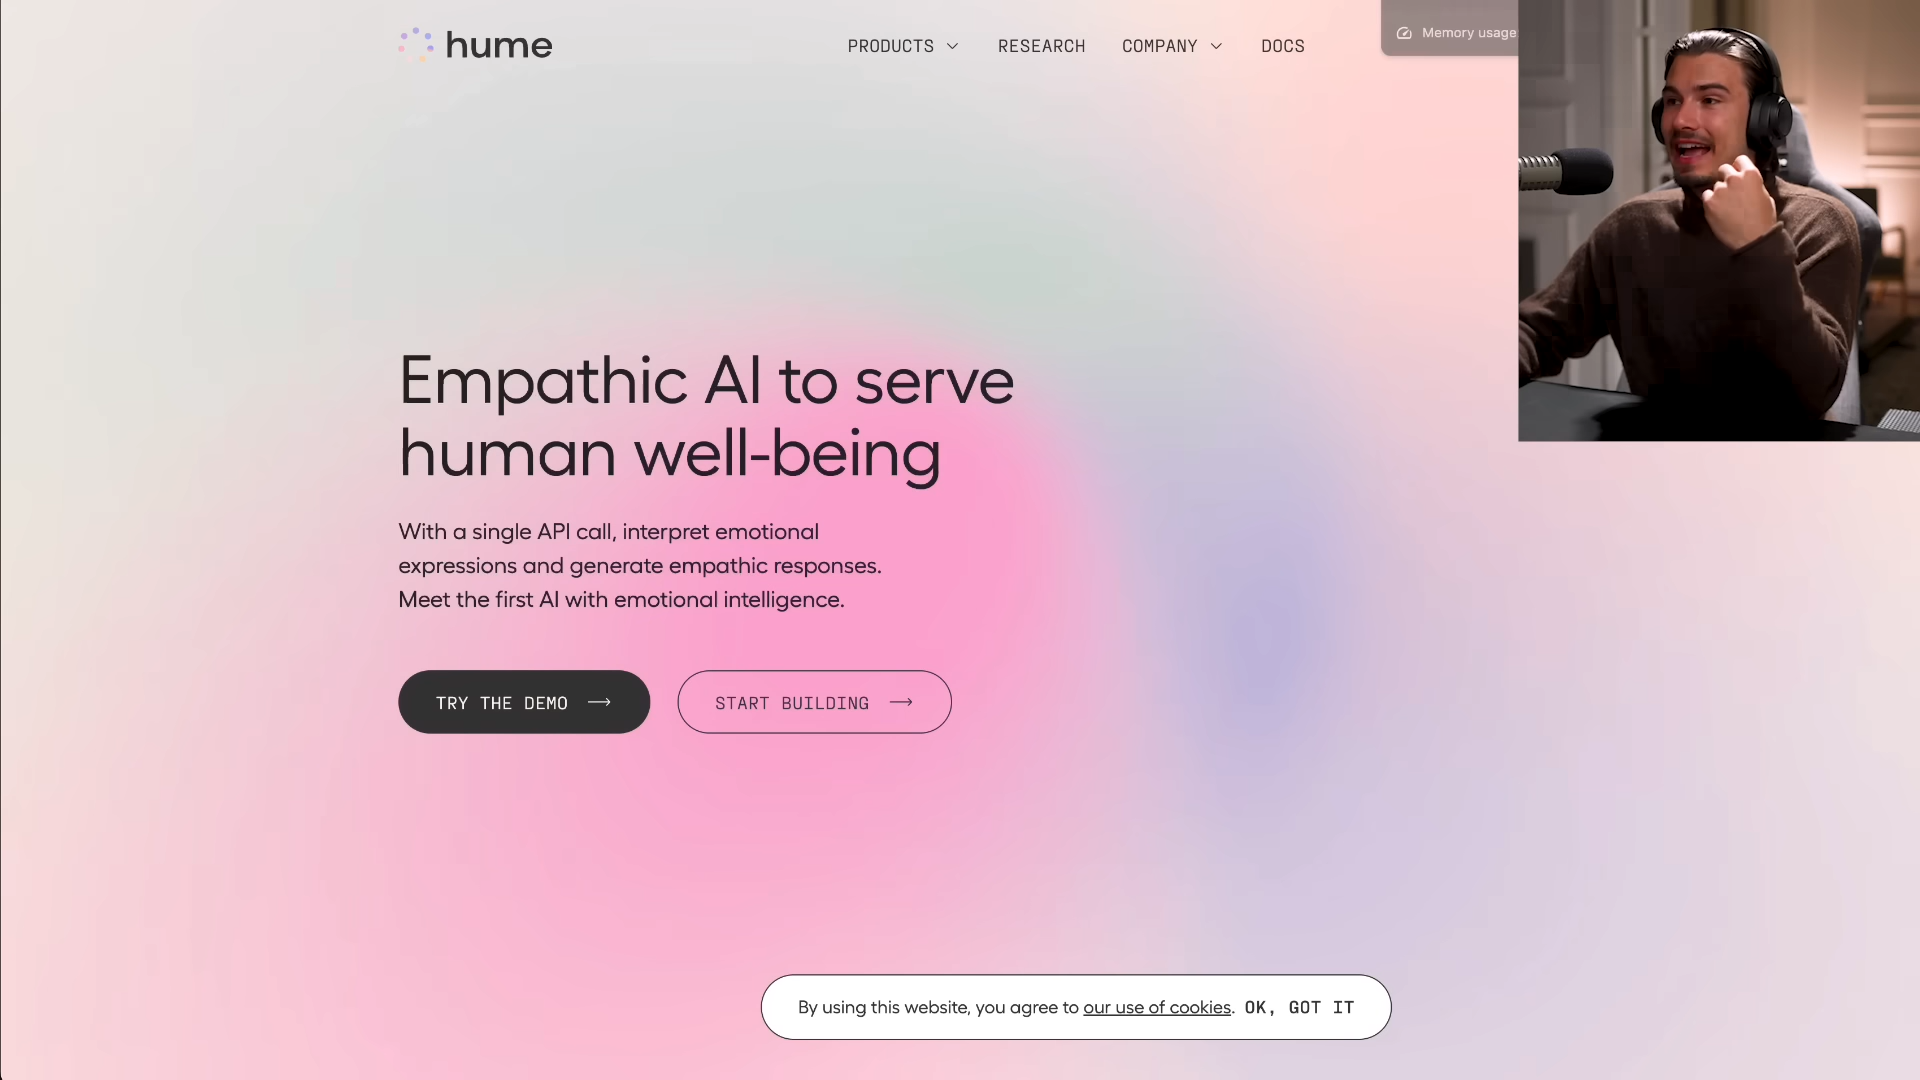 hume
PRODUCTS
RESEARCH
COMPANY
DOCS
Memory usage
Empathic AI to serve
human well-being
With a single API call, interpret emotional
expressions and generate empathic responses.
Meet the first AI with emotional intelligence.
TRY THE DEMO
START BUILDING
By using this website, you agree to our use of cookies. OK, GOT IT